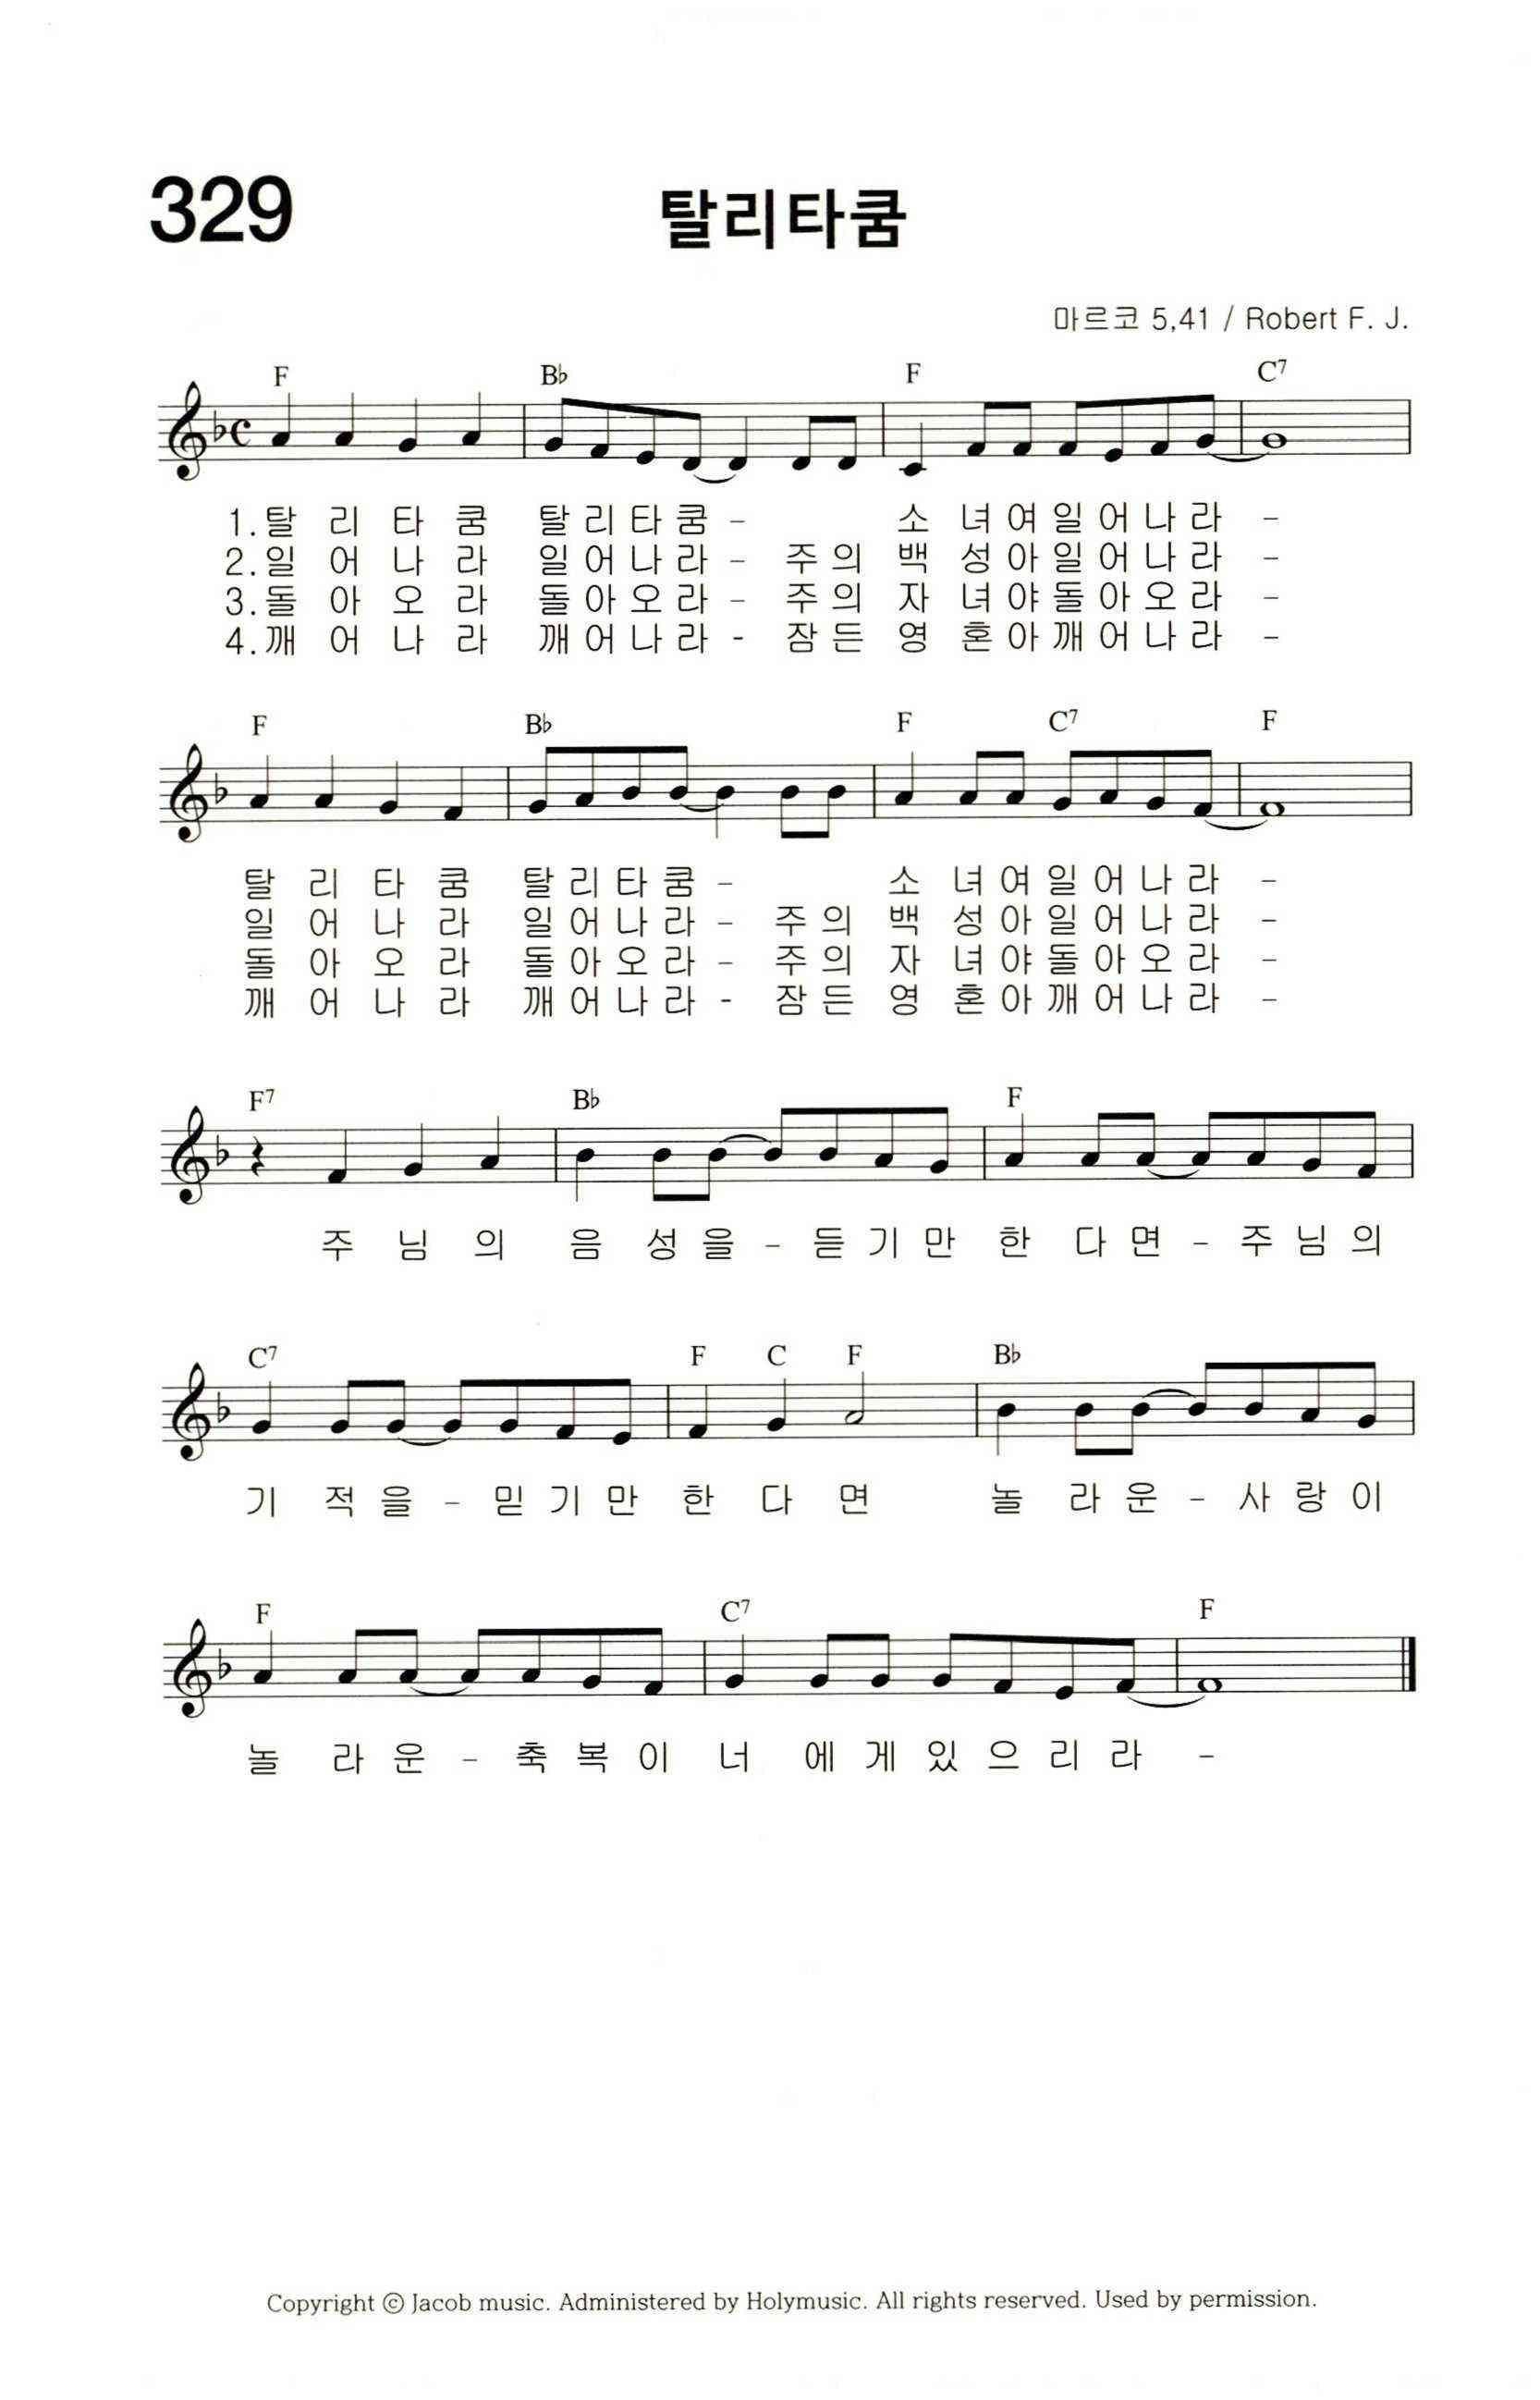 329
탈리타쿰
마르코 5,41 / Robert F. J.
F B♭ F C7
1.탈 리 타 쿰 탈리타쿰 - 소 녀여일어나라 -
2.일 어 나 라 일어나라 - 주의 백 성아일어나라 -
3.돌 아 오 라 돌아오라 - 주의 자 녀야돌아오라 -
4.깨 어 나 라 깨어나라 - 잠든 영 혼아깨어나라 -
F B♭ F C7 F
탈 리 타 쿰 탈리타쿰 - 소 녀여일어나라 -
일 어 나 라 일어나라 - 주의 백 성아일어나라 -
돌 아 오 라 돌아오라 - 주의 자 녀야돌아오라 -
깨 어 나 라 깨어나라 - 잠든 영 혼아깨어나라 -
F7 B♭ F
주 님 의 음 성을 - 듣기만 한 다면 - 주님의
C7 F C F B♭
기 적을 - 믿기만 한 다 면 놀 라운 - 사랑이
F C7 F
놀 라운 - 축복이 너 에게있으리라 -
Copyright ⓒ Jacob music. Administered by Holymusic. All rights reserved. Used by permission.